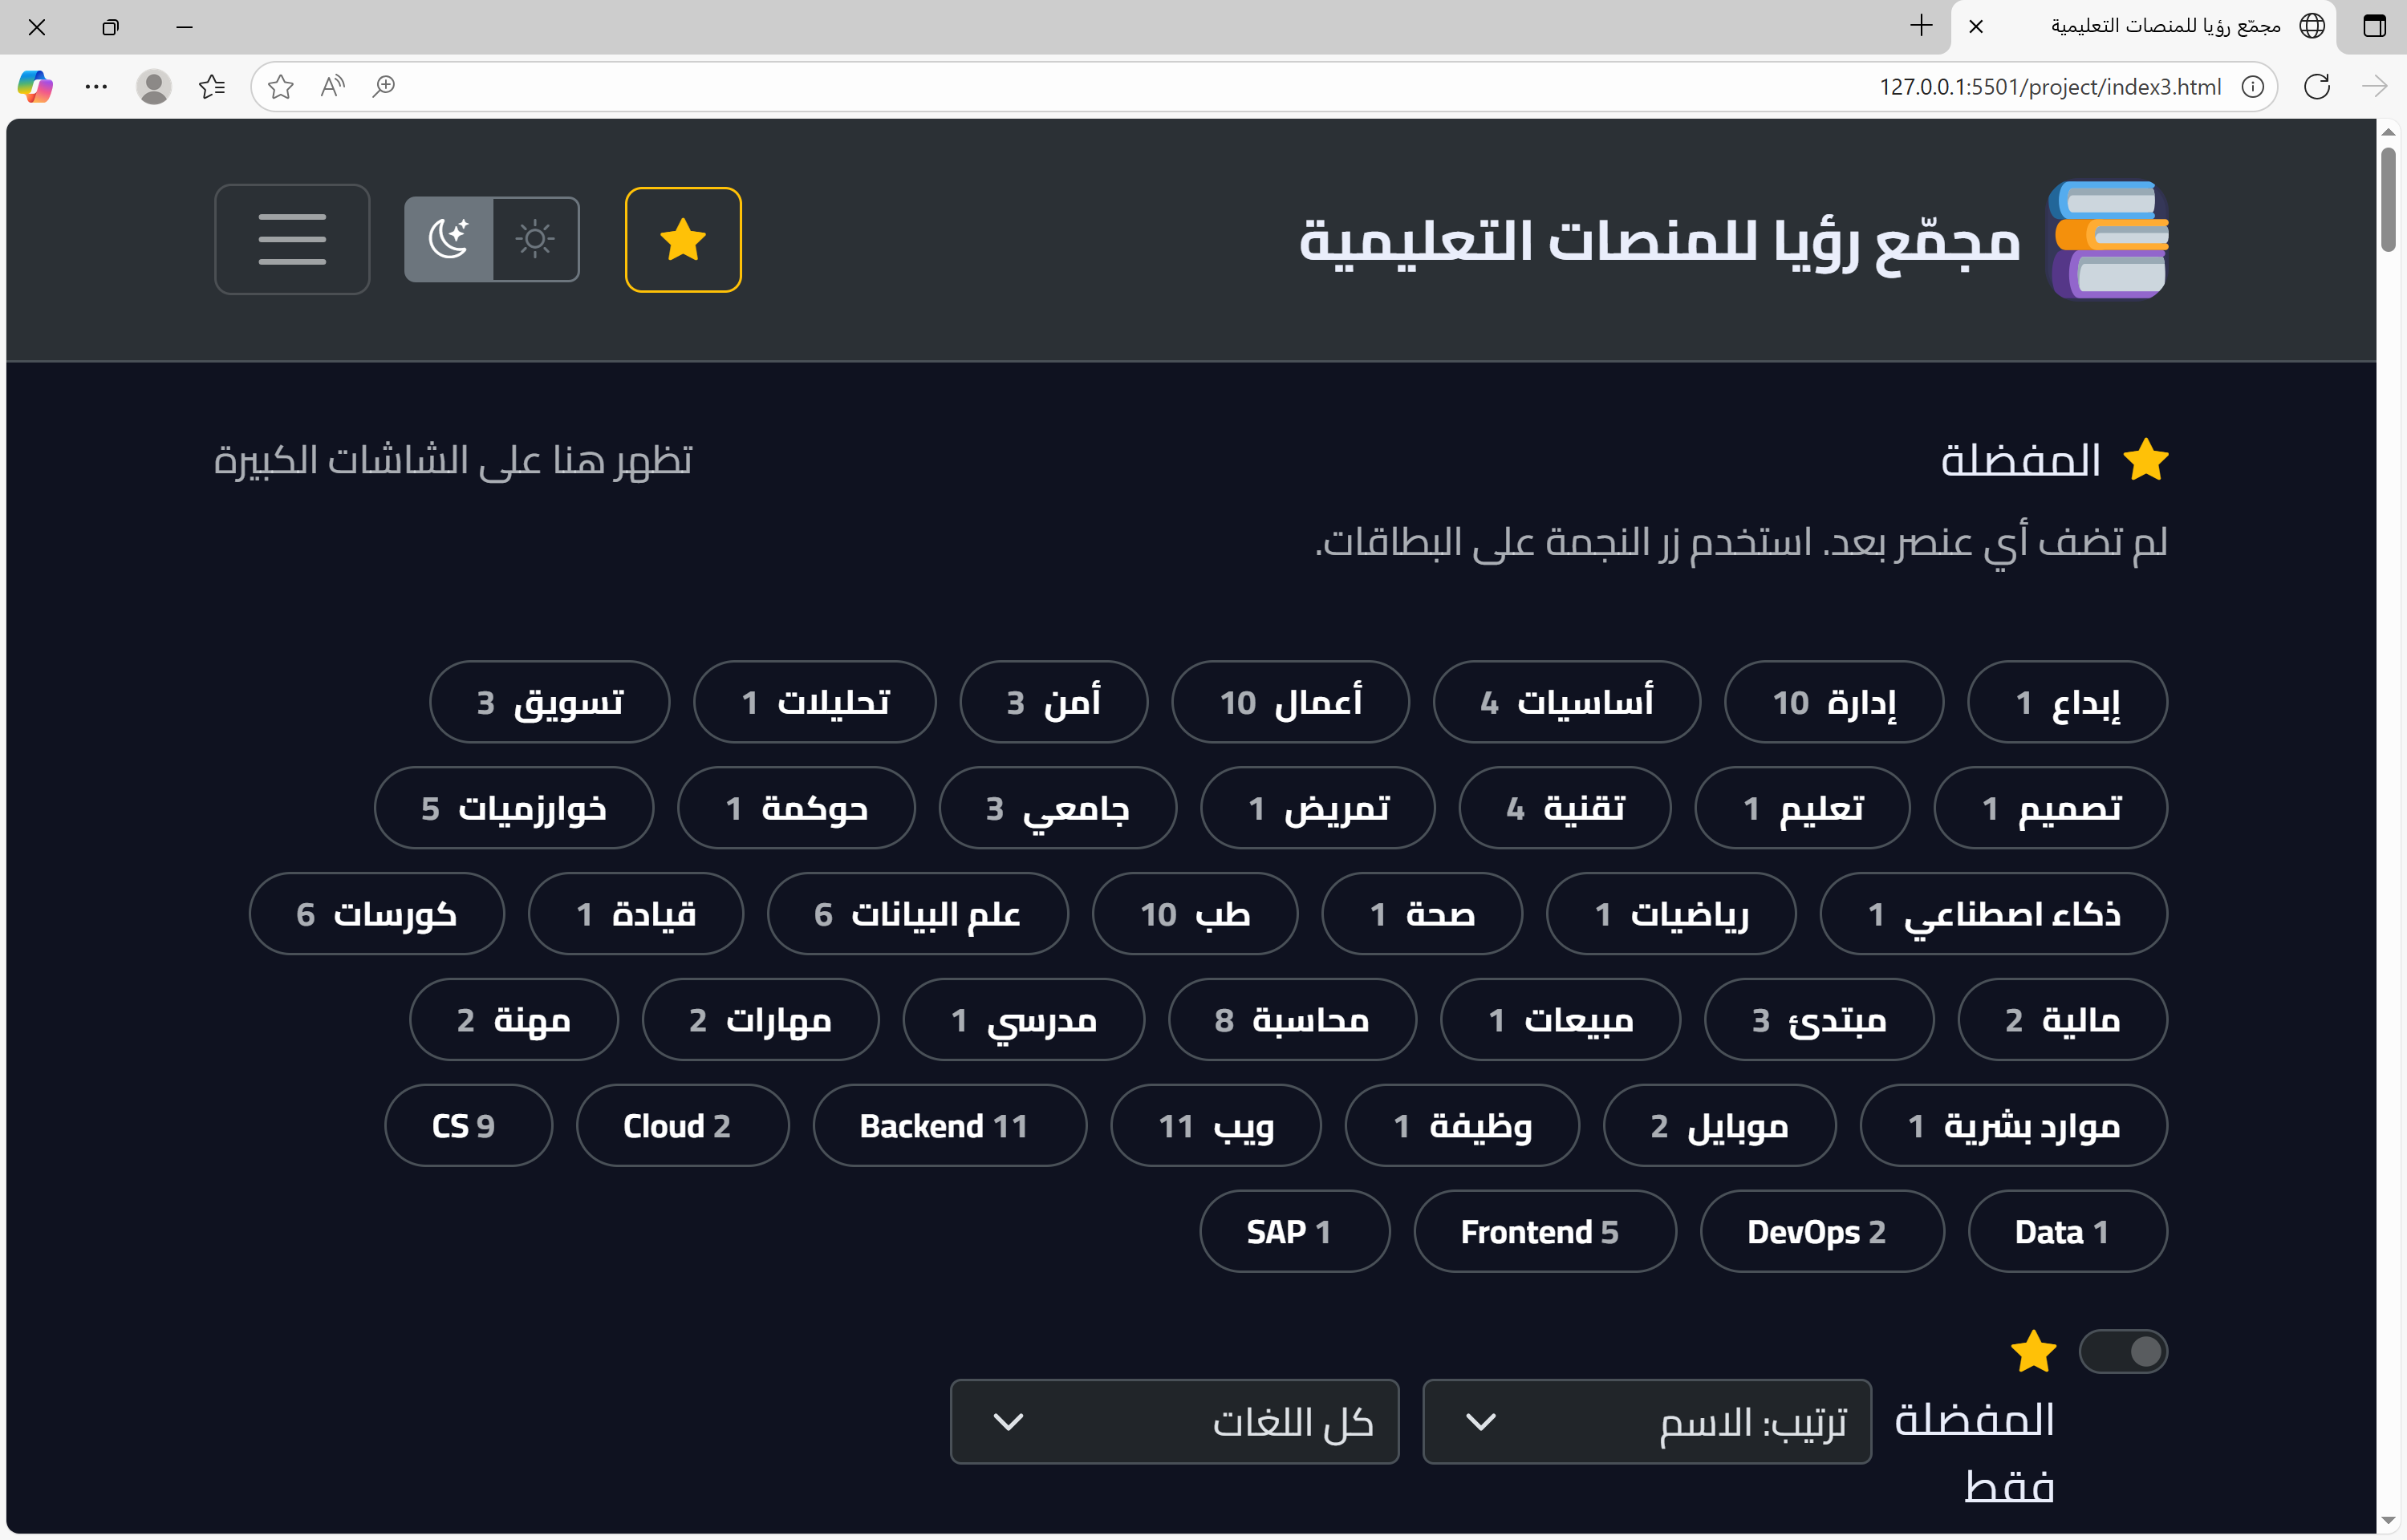 مجمّع رؤيا للمنصات التعليمية
127.0.0.1:5501/project/index3.html
مجمّع رؤيا للمنصات التعليمية
المفضلة
تظهر هنا على الشاشات الكبيرة
لم تضف أي عنصر بعد. استخدم زر النجمة على البطاقات.
إبداع 1 إدارة 10 أساسيات 4 أعمال 10 أمن 3 تحليلات 1 تسويق 3
تصميم 1 تعليم 1 تقنية 4 تمريض 1 جامعي 3 حوكمة 1 خوارزميات 5
ذكاء اصطناعي 1 رياضيات 1 صحة 1 طب 10 علم البيانات 6 قيادة 1 كورسات 6
مالية 2 مبتدئ 3 مبيعات 1 محاسبة 8 مدرسي 1 مهارات 2 مهنة 2
موارد بشرية 1 موبايل 2 وظيفة 1 ويب 11 Backend 11 Cloud 2 CS 9
Data 1 DevOps 2 Frontend 5 SAP 1
المفضلة
فقط
ترتيب: الاسم
كل اللغات